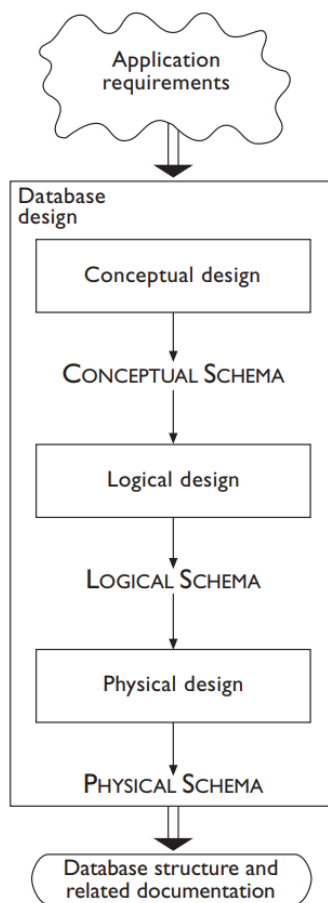 Application
requirements
Database
design
Conceptual design
CONCEPTUAL SCHEMA
Logical design
LOGICAL SCHEMA
Physical design
PHYSICAL SCHEMA
Database structure and
related documentation